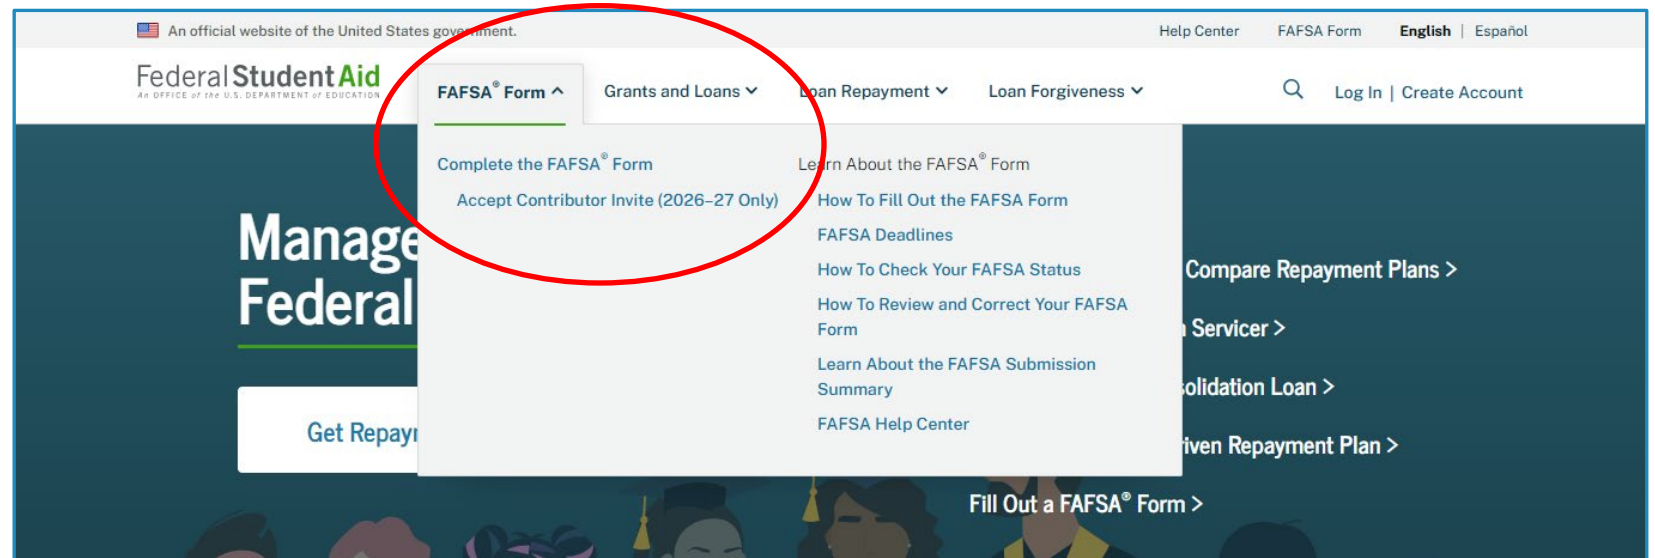 An official website of the United States government.
Help Center FAFSA Form English | Español
Federal Student Aid
An OFFICE of the U.S. DEPARTMENT of EDUCATION
FAFSA® Form Grants and Loans Loan Repayment Loan Forgiveness Log In | Create Account
Complete the FAFSA® Form
Accept Contributor Invite (2026–27 Only)
Learn About the FAFSA® Form
How To Fill Out the FAFSA Form
FAFSA Deadlines
How To Check Your FAFSA Status
How To Review and Correct Your FAFSA
Form
Learn About the FAFSA Submission
Summary
FAFSA Help Center
Manage
Federal
Get Repay
Compare Repayment Plans >
Servicer >
solidation Loan >
iven Repayment Plan >
Fill Out a FAFSA® Form >